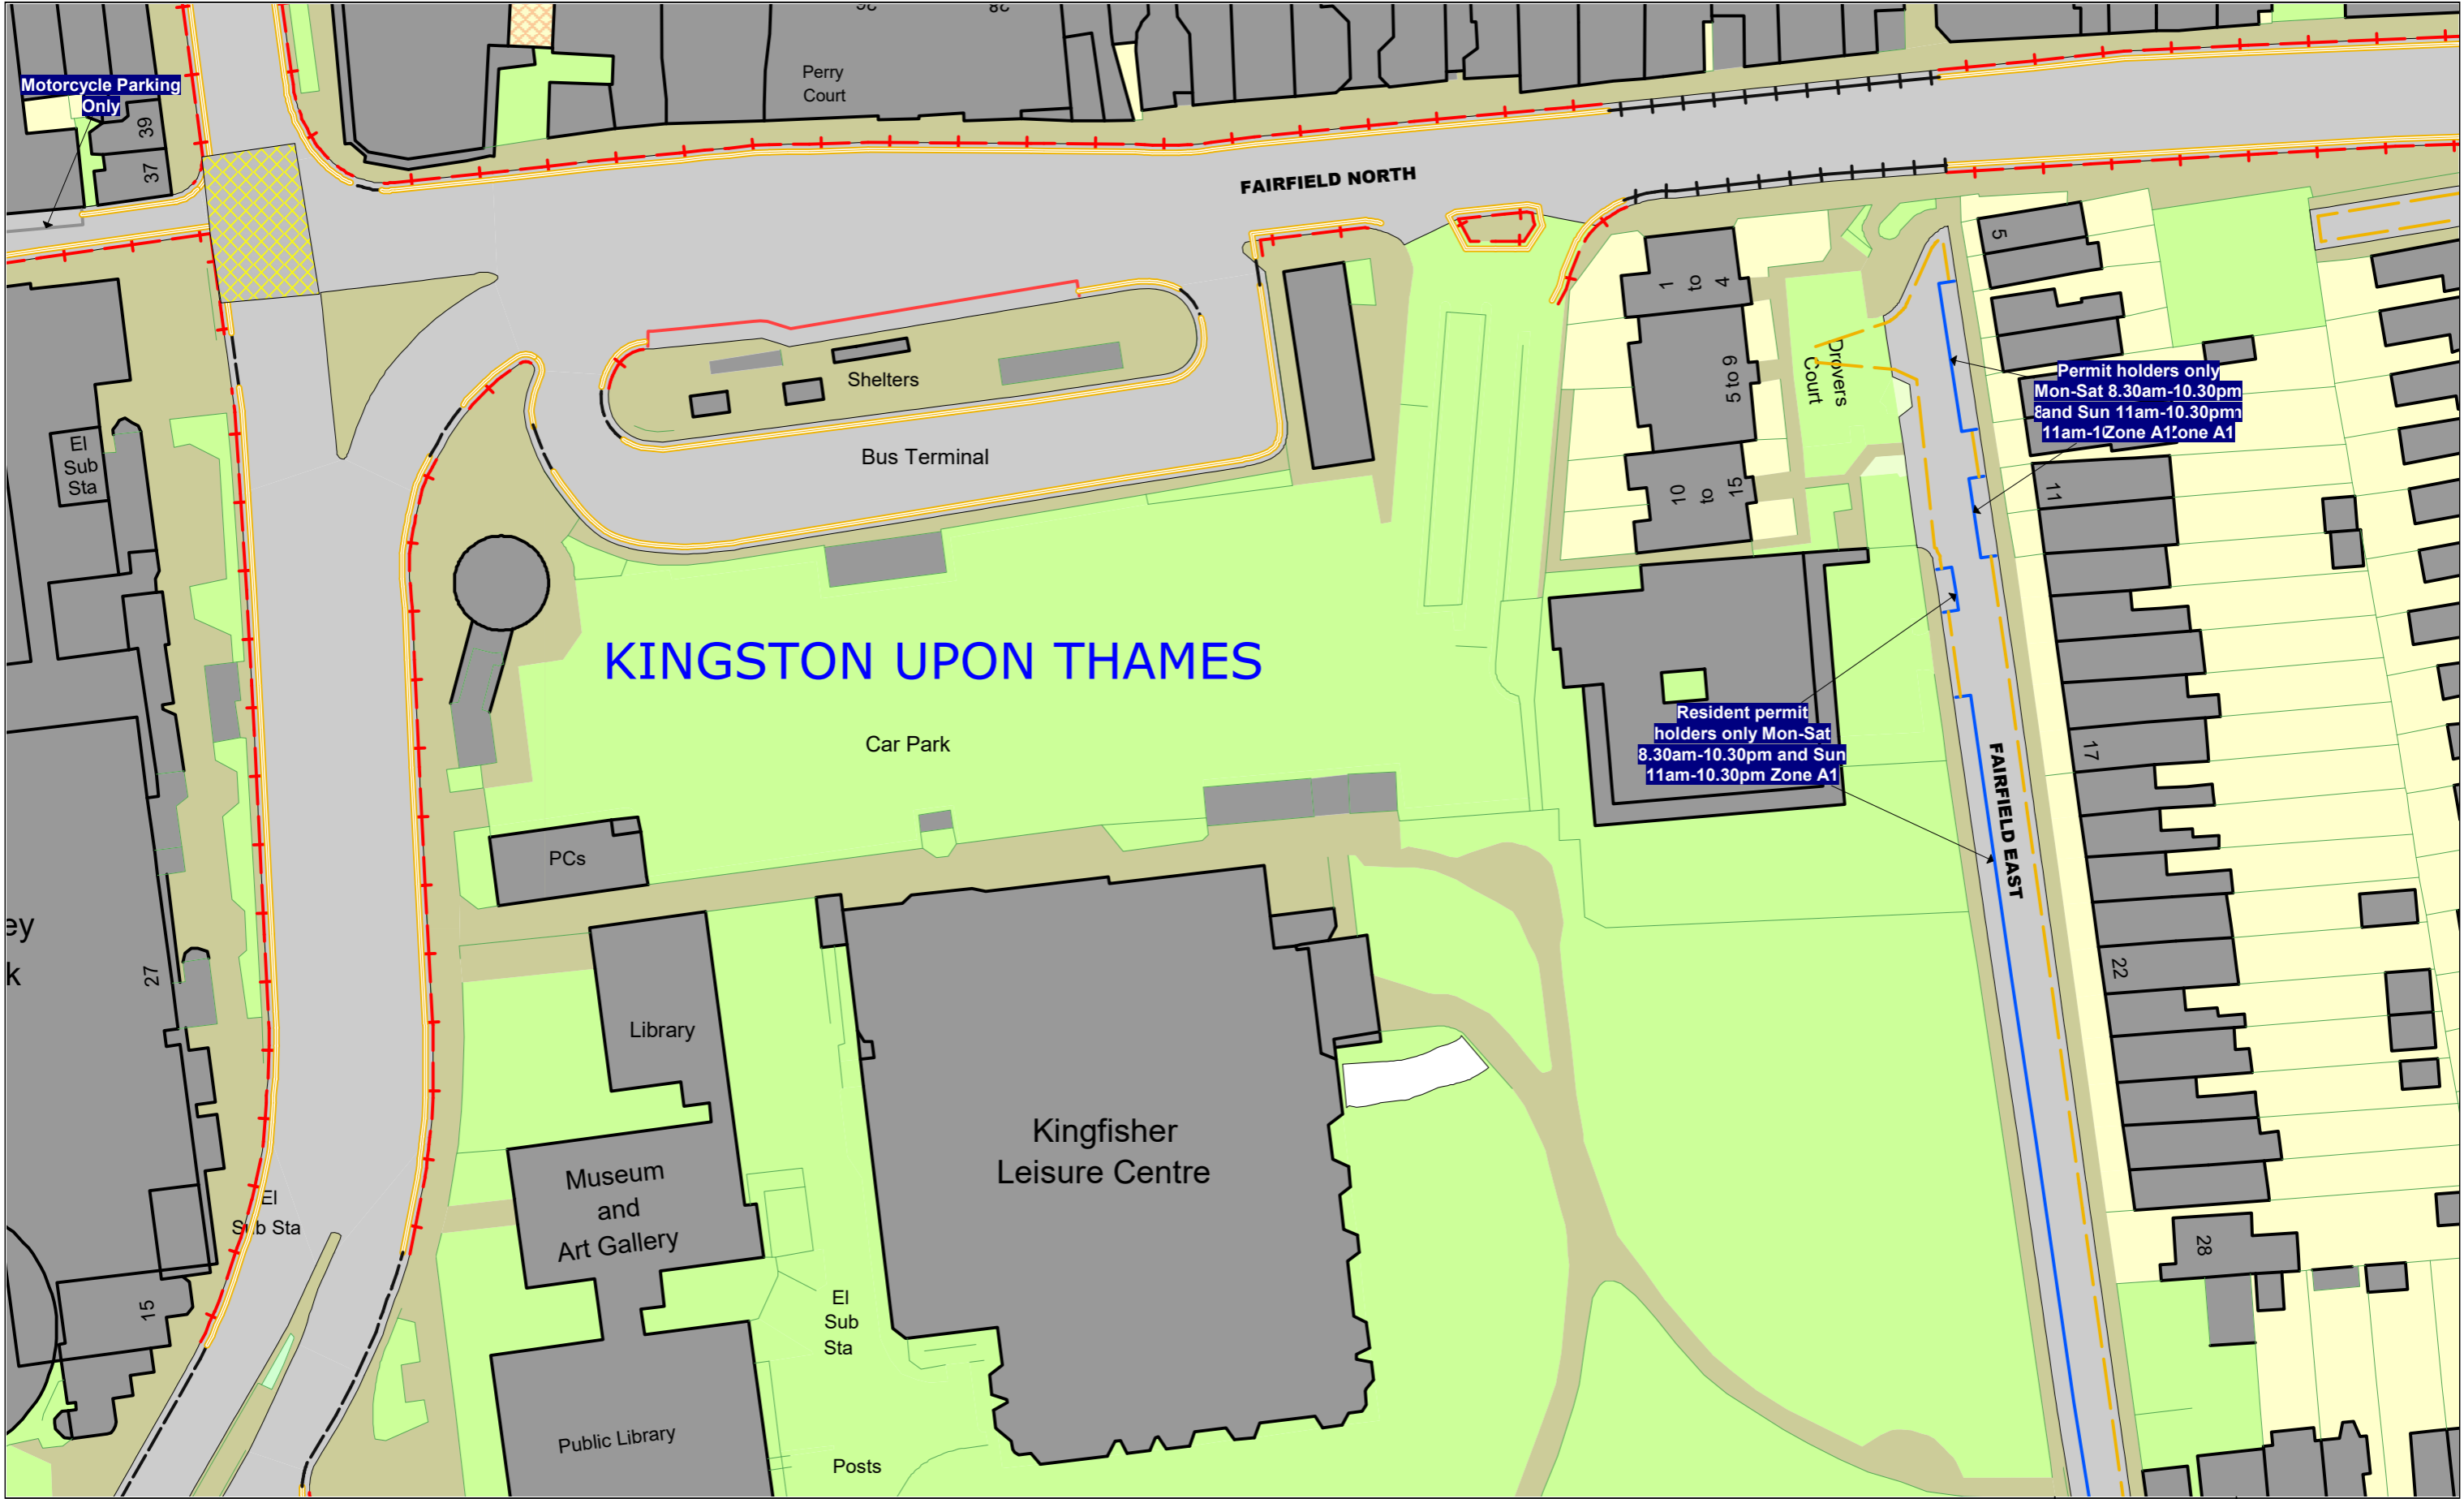 Perry
Court
Motorcycle Parking
Only
39
37
FAIRFIELD NORTH
5
1
to
4
5 to 9
10
to
15
Drovers
Court
Permit holders only
Mon-Sat 8.30am-10.30pm
and Sun 11am-10.30pm
Zone A1
11
El
Sub
Sta
Shelters
Bus Terminal
KINGSTON UPON THAMES
Car Park
Resident permit
holders only Mon-Sat
8.30am-10.30pm and Sun
11am-10.30pm Zone A1
FAIRFIELD EAST
17
PCs
ey
k
27
22
Library
Kingfisher
Leisure Centre
Museum
and
Art Gallery
El
Sub Sta
28
15
El
Sub
Sta
Public Library
Posts